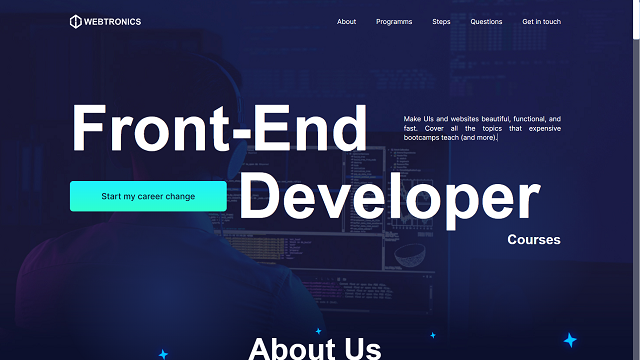 WEBTRONICS
About
Programms
Steps
Questions
Get in touch
Front-End
Make UIs and websites beautiful, functional, and
fast. Cover all the topics that expensive
bootcamps teach (and more).
Start my career change
Developer
Courses
About Us